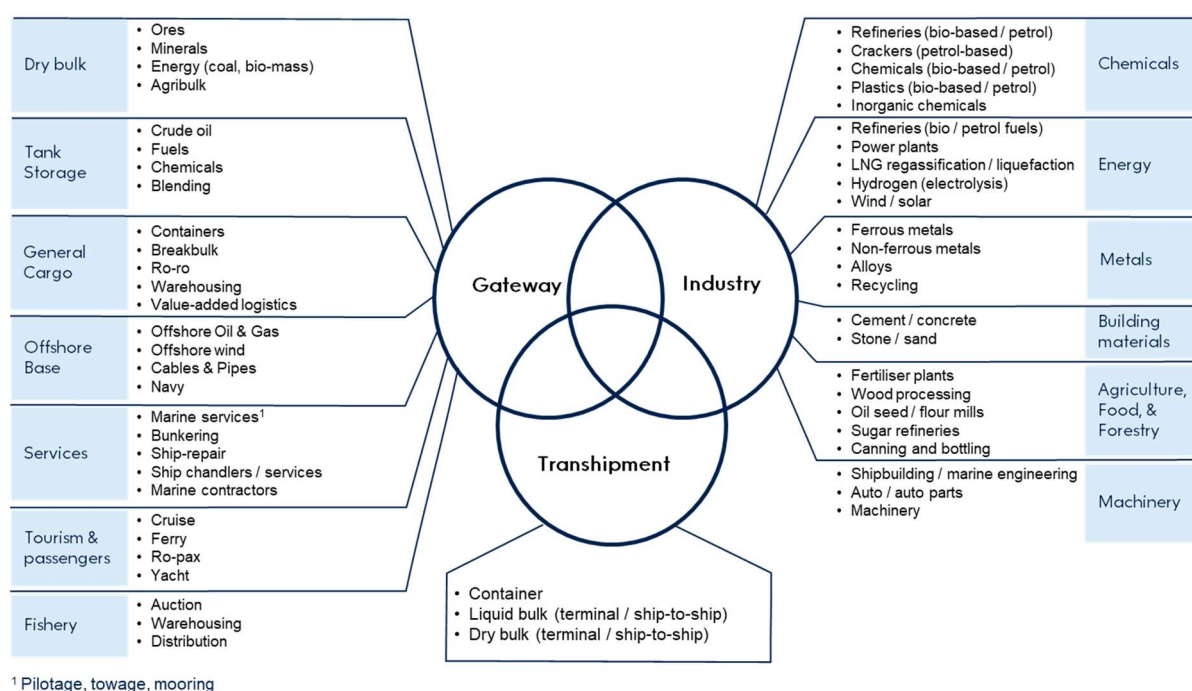 Dry bulk
• Ores
• Minerals
• Energy (coal, bio-mass)
• Agribulk
Tank
Storage
• Crude oil
• Fuels
• Chemicals
• Blending
General
Cargo
• Containers
• Breakbulk
• Ro-ro
• Warehousing
• Value-added logistics
Offshore
Base
• Offshore Oil & Gas
• Offshore wind
• Cables & Pipes
• Navy
Services
• Marine services¹
• Bunkering
• Ship-repair
• Ship chandlers / services
• Marine contractors
Tourism &
passengers
• Cruise
• Ferry
• Ro-pax
• Yacht
Fishery
• Auction
• Warehousing
• Distribution
Gateway
Industry
Transhipment
• Container
• Liquid bulk (terminal / ship-to-ship)
• Dry bulk (terminal / ship-to-ship)
• Refineries (bio-based / petrol)
• Crackers (petrol-based)
• Chemicals (bio-based / petrol)
• Plastics (bio-based / petrol)
• Inorganic chemicals
Chemicals
• Refineries (bio / petrol fuels)
• Power plants
• LNG regassification / liquefaction
• Hydrogen (electrolysis)
• Wind / solar
Energy
• Ferrous metals
• Non-ferrous metals
• Alloys
• Recycling
Metals
• Cement / concrete
• Stone / sand
Building
materials
• Fertiliser plants
• Wood processing
• Oil seed / flour mills
• Sugar refineries
• Canning and bottling
Agriculture,
Food, &
Forestry
• Shipbuilding / marine engineering
• Auto / auto parts
• Machinery
Machinery
¹ Pilotage, towage, mooring